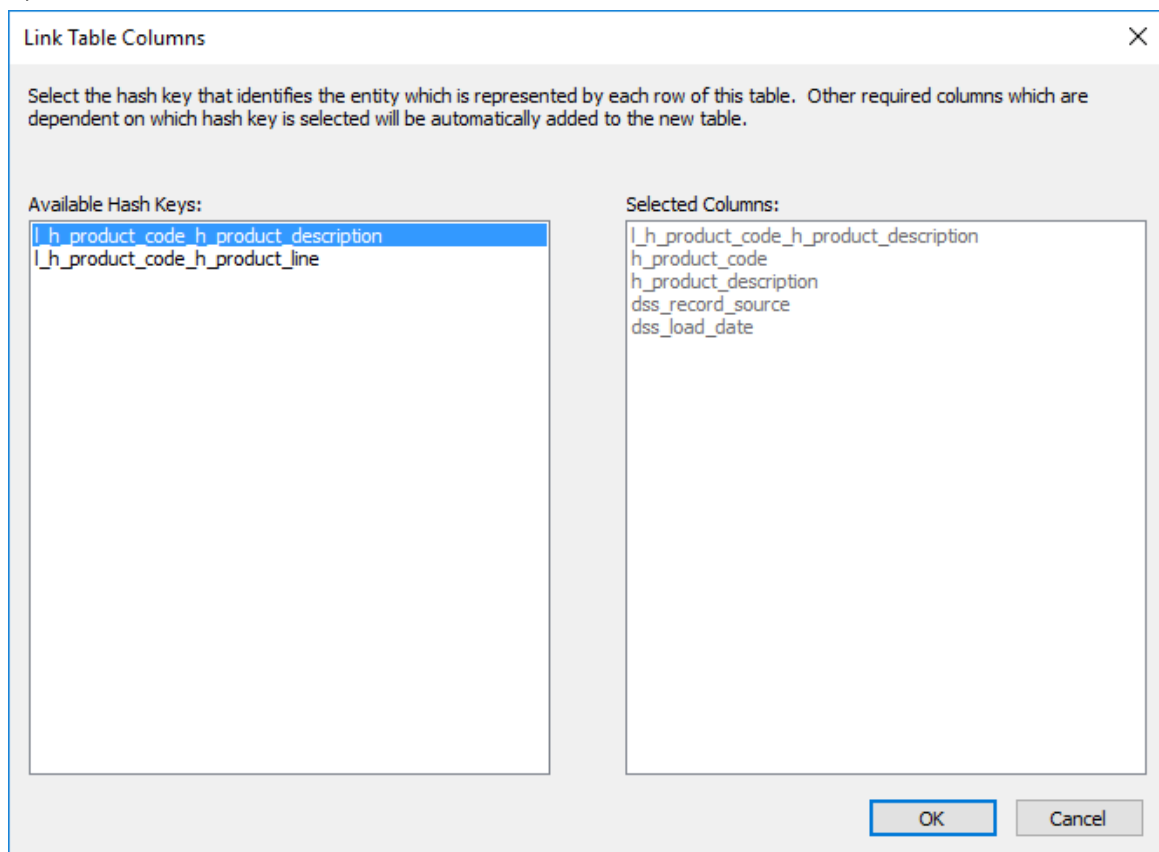 Link Table Columns
Select the hash key that identifies the entity which is represented by each row of this table.  Other required columns which are
dependent on which hash key is selected will be automatically added to the new table.
Available Hash Keys:
l_h_product_code_h_product_description
l_h_product_code_h_product_line
Selected Columns:
l_h_product_code_h_product_description
h_product_code
h_product_description
dss_record_source
dss_load_date
OK
Cancel